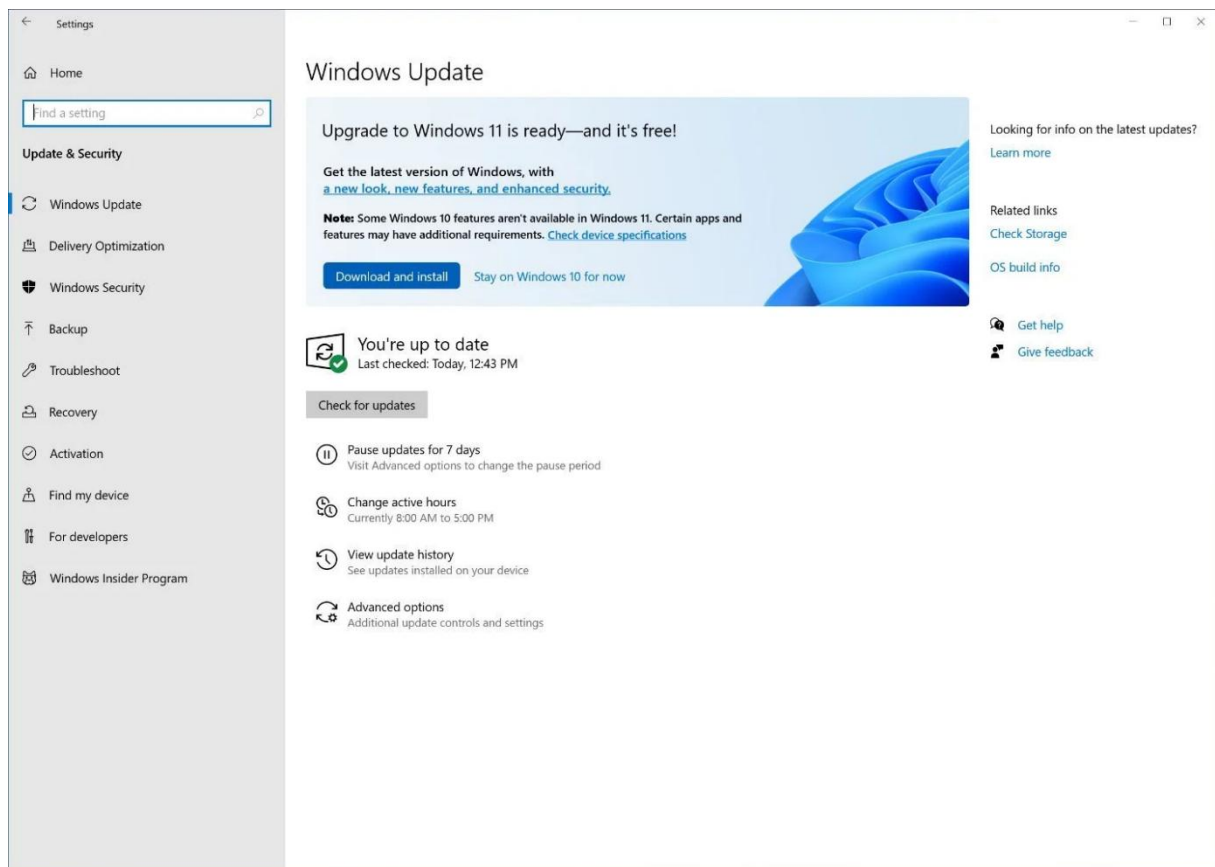 Settings
Home
Find a setting
Update & Security
Windows Update
Delivery Optimization
Windows Security
Backup
Troubleshoot
Recovery
Activation
Find my device
For developers
Windows Insider Program
Windows Update
Upgrade to Windows 11 is ready—and it's free!
Get the latest version of Windows, with
a new look, new features, and enhanced security.
Note: Some Windows 10 features aren't available in Windows 11. Certain apps and
features may have additional requirements. Check device specifications
Download and install
Stay on Windows 10 for now
You're up to date
Last checked: Today, 12:43 PM
Check for updates
Pause updates for 7 days
Visit Advanced options to change the pause period
Change active hours
Currently 8:00 AM to 5:00 PM
View update history
See updates installed on your device
Advanced options
Additional update controls and settings
Looking for info on the latest updates?
Learn more
Related links
Check Storage
OS build info
Get help
Give feedback